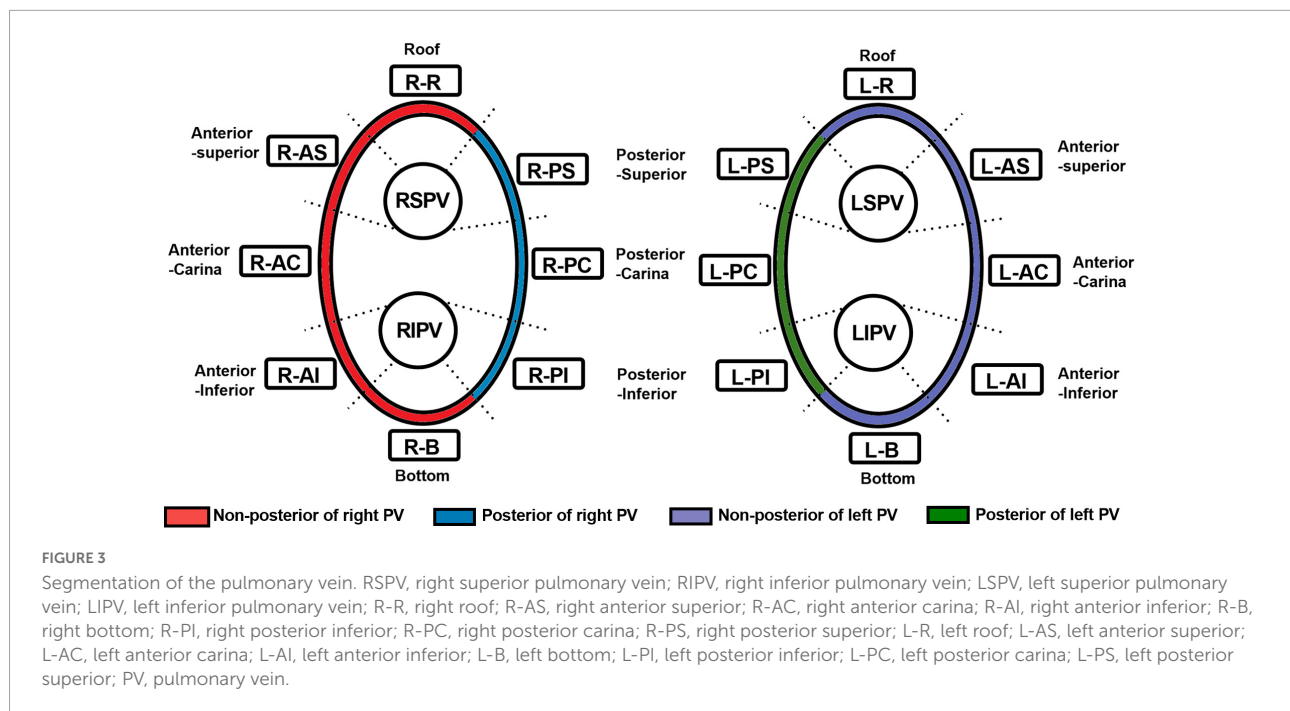 Roof
R-R
Anterior
-superior
R-AS
R-PS
RSPV
Anterior
-Carina
R-AC
R-PC
RIPV
Anterior
-Inferior
R-AI
R-PI
R-B
Bottom
Posterior
-Superior
Posterior
-Carina
Posterior
-Inferior
Roof
L-R
L-PS
L-AS
Anterior
-superior
LSPV
L-PC
L-AC
Anterior
-Carina
LIPV
L-PI
L-AI
Anterior
-Inferior
L-B
Bottom
Non-posterior of right PV
Posterior of right PV
Non-posterior of left PV
Posterior of left PV
FIGURE 3
Segmentation of the pulmonary vein. RSPV, right superior pulmonary vein; RIPV, right inferior pulmonary vein; LSPV, left superior pulmonary
vein; LIPV, left inferior pulmonary vein; R-R, right roof; R-AS, right anterior superior; R-AC, right anterior carina; R-AI, right anterior inferior; R-B,
right bottom; R-PI, right posterior inferior; R-PC, right posterior carina; R-PS, right posterior superior; L-R, left roof; L-AS, left anterior superior;
L-AC, left anterior carina; L-AI, left anterior inferior; L-B, left bottom; L-PI, left posterior inferior; L-PC, left posterior carina; L-PS, left posterior
superior; PV, pulmonary vein.